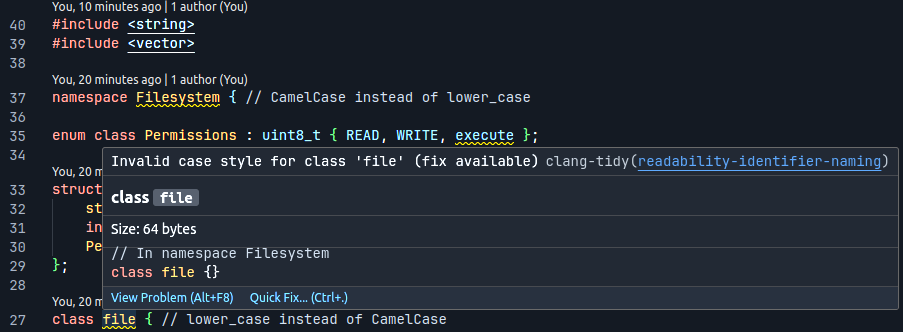 You, 10 minutes ago | 1 author (You)
40 #include <string>
39 #include <vector>
38
You, 20 minutes ago | 1 author (You)
37 namespace Filesystem { // CamelCase instead of lower_case
36
35 enum class Permissions : uint8_t { READ, WRITE, execute };
34
Invalid case style for class 'file' (fix available) clang-tidy(readability-identifier-naming)
You, 20 m
33 struct
class file
32 st
31 in
Size: 64 bytes
30 Pe
// In namespace Filesystem
29 };
class file {}
28
View Problem (Alt+F8) Quick Fix... (Ctrl+.)
You, 20 m
27 class file { // lower_case instead of CamelCase